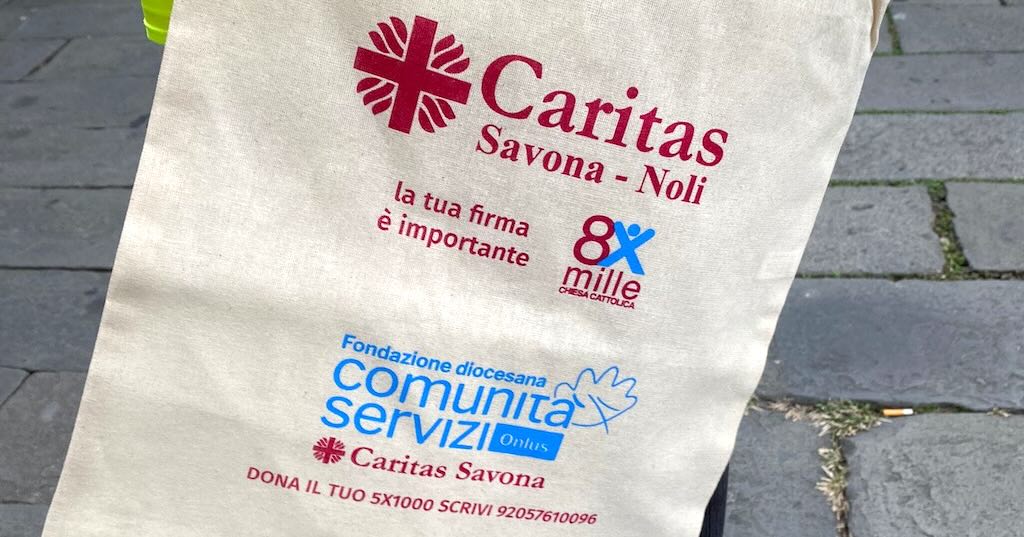 Caritas
Savona - Noli
la tua firma
è importante
8X
mille
CHIESA CATTOLICA
Fondazione diocesana
comunità
servizi Onlus
Caritas Savona
DONA IL TUO 5X1000 SCRIVI 92057610096